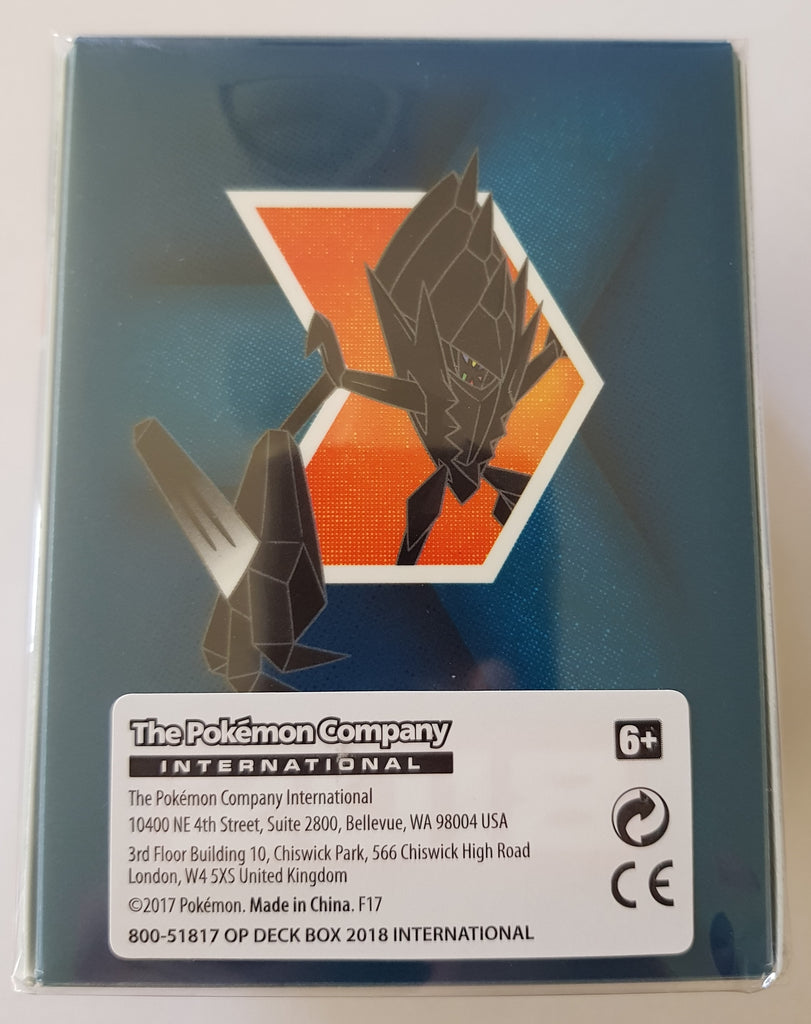 The Pokémon Company
INTERNATIONAL
6+
The Pokémon Company International
10400 NE 4th Street, Suite 2800, Bellevue, WA 98004 USA
3rd Floor Building 10, Chiswick Park, 566 Chiswick High Road
London, W4 5XS United Kingdom
©2017 Pokémon. Made in China. F17
CE
800-51817 OP DECK BOX 2018 INTERNATIONAL